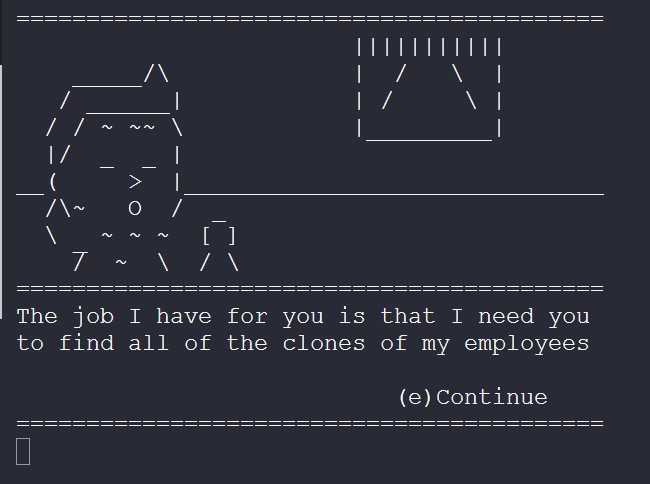 The job I have for you is that I need you
to find all of the clones of my employees
(e)Continue